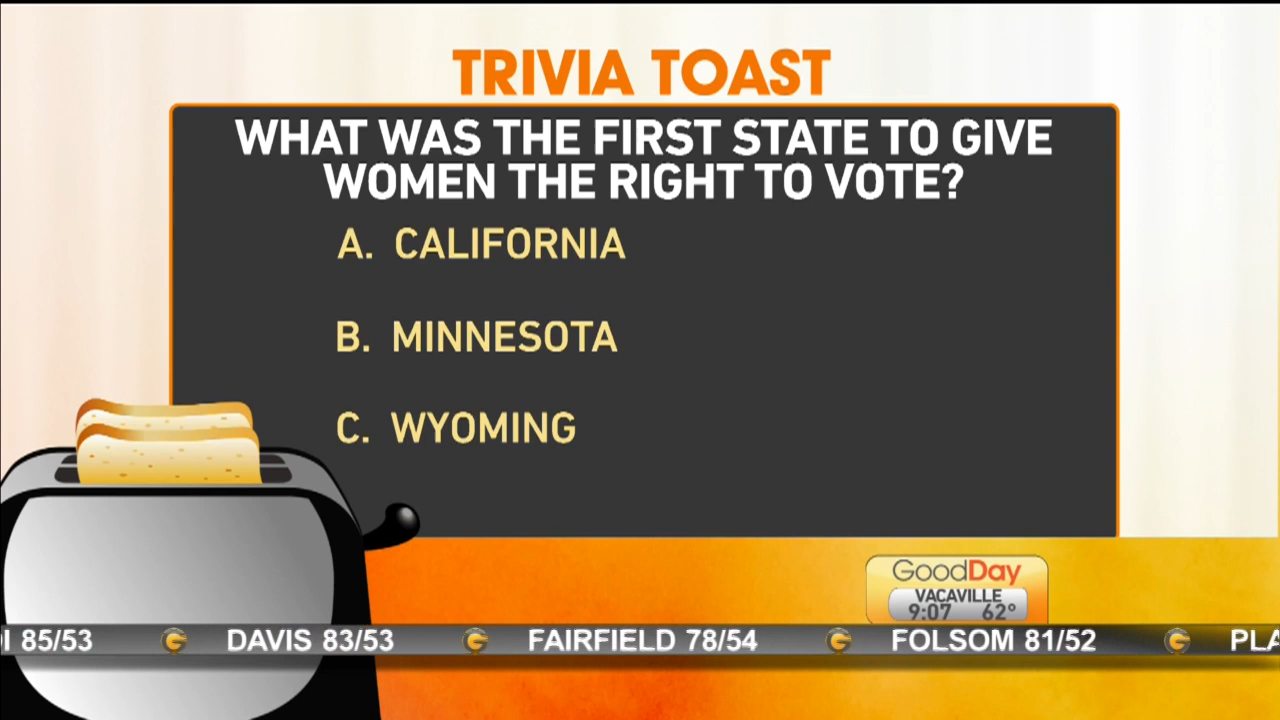 TRIVIA TOAST
WHAT WAS THE FIRST STATE TO GIVE
WOMEN THE RIGHT TO VOTE?
A. CALIFORNIA
B. MINNESOTA
C. WYOMING
GoodDay
VACAVILLE
9:07 62°
85/53 DAVIS 83/53 FAIRFIELD 78/54 FOLSOM 81/52